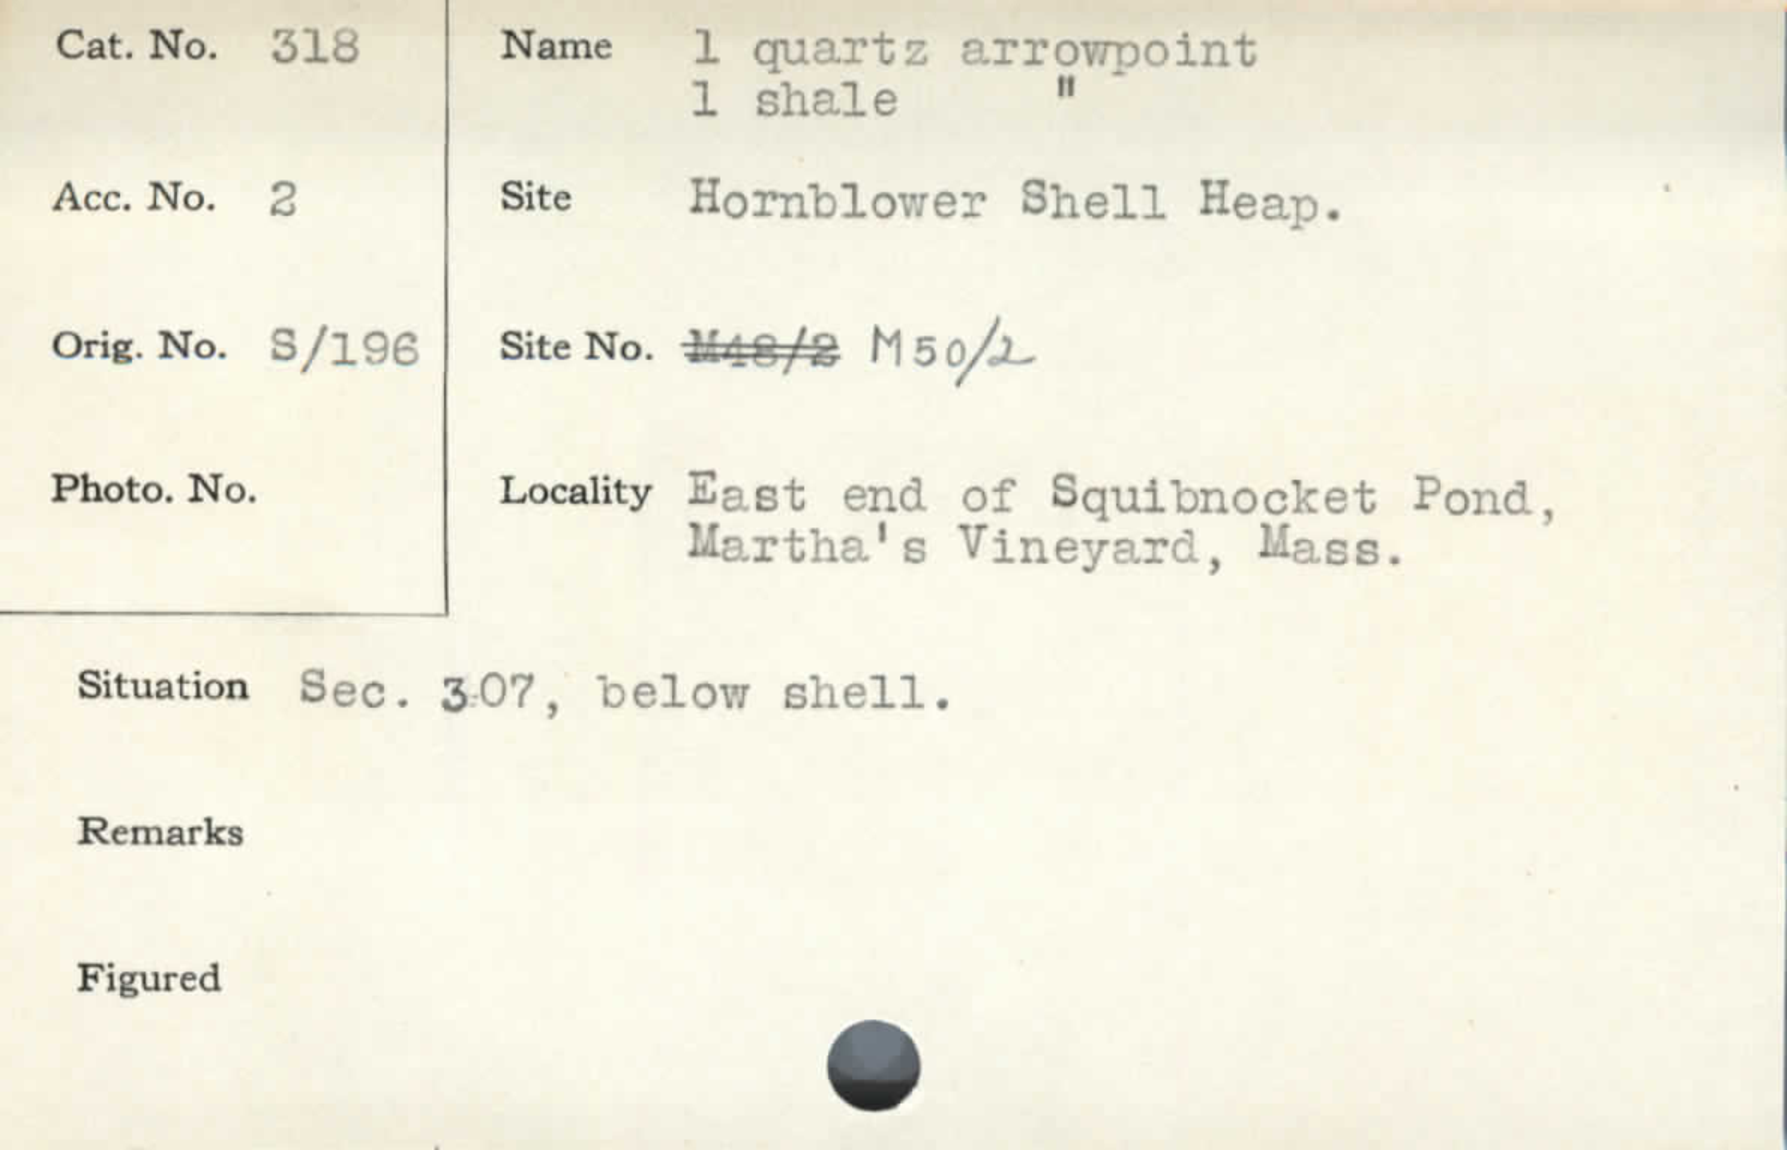 Cat. No. 318
Name 1 quartz arrowpoint
1 shale "
Acc. No. 2
Site Hornblower Shell Heap.
Orig. No. S/196
Site No. M48/2 M50/2
Photo. No.
Locality East end of Squibnocket Pond,
Martha's Vineyard, Mass.
Situation Sec. 307, below shell.
Remarks
Figured